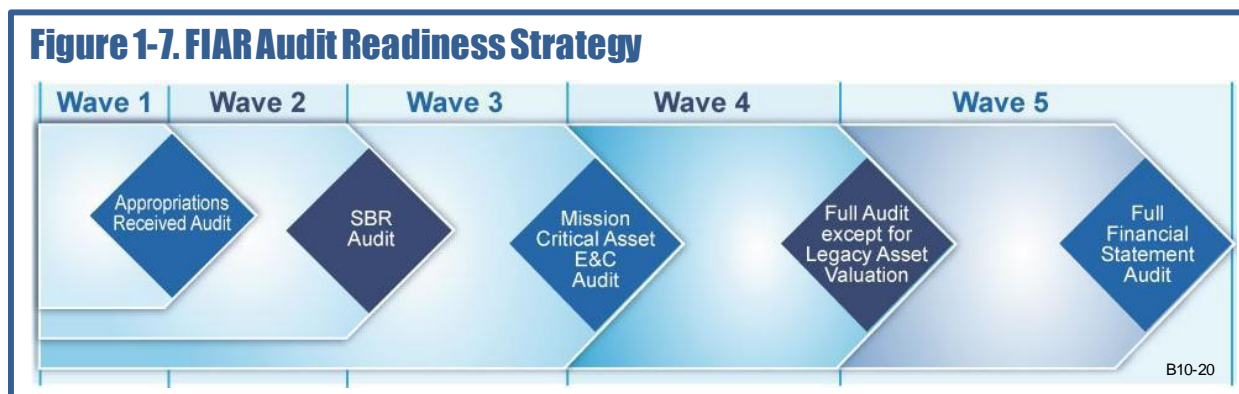 Figure 1-7. FIAR Audit Readiness Strategy
Wave 1
Wave 2
Wave 3
Wave 4
Wave 5
Appropriations
Received Audit
SBR
Audit
Mission
Critical Asset
E&C
Audit
Full Audit
except for
Legacy Asset
Valuation
Full
Financial
Statement
Audit
B10-20